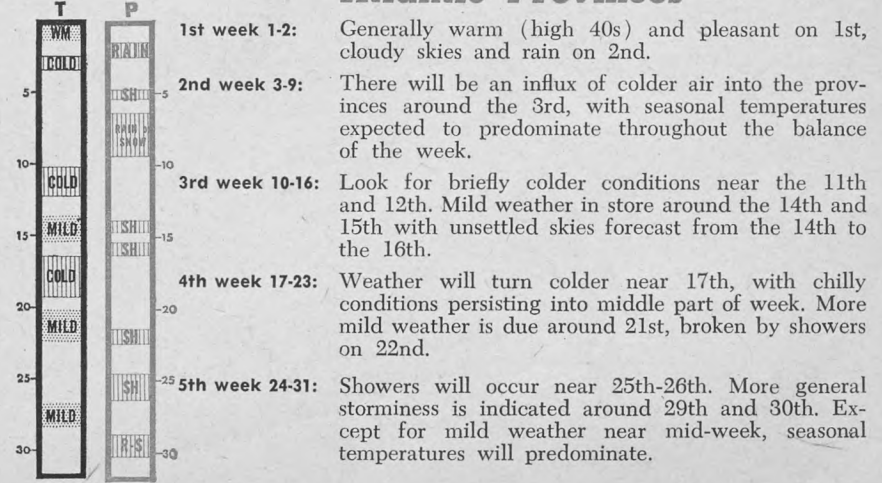 Atlantic Provinces
T P
WM
COLD
COLD
MILD
COLD
MILD
MILD
5-
10-
15-
20-
25-
30-
RAIN
SH
RAIN or
SNOW
SH
SH
SH
SH
R-S
-5
-10
-15
-20
-25
-30
1st week 1-2: Generally warm (high 40s) and pleasant on 1st,
cloudy skies and rain on 2nd.
2nd week 3-9: There will be an influx of colder air into the prov-
inces around the 3rd, with seasonal temperatures
expected to predominate throughout the balance
of the week.
3rd week 10-16: Look for briefly colder conditions near the 11th
and 12th. Mild weather in store around the 14th and
15th with unsettled skies forecast from the 14th to
the 16th.
4th week 17-23: Weather will turn colder near 17th, with chilly
conditions persisting into middle part of week. More
mild weather is due around 21st, broken by showers
on 22nd.
5th week 24-31: Showers will occur near 25th-26th. More general
storminess is indicated around 29th and 30th. Ex-
cept for mild weather near mid-week, seasonal
temperatures will predominate.